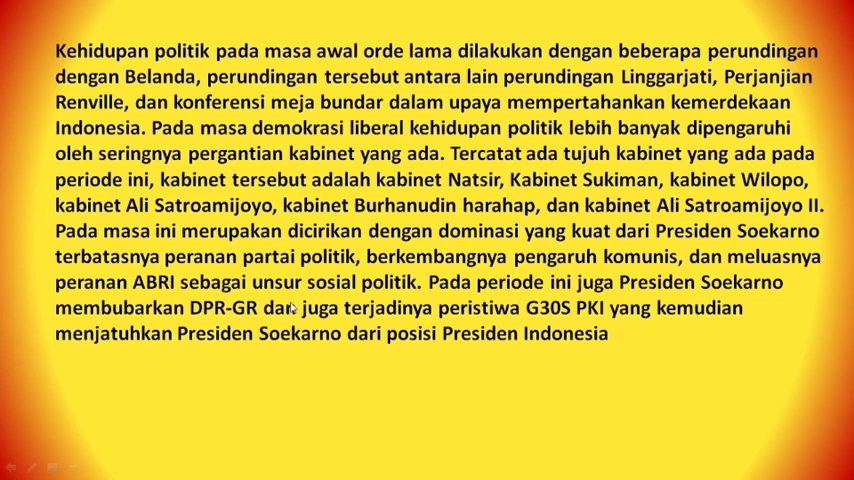 Kehidupan politik pada masa awal orde lama dilakukan dengan beberapa perundingan
dengan Belanda, perundingan tersebut antara lain perundingan Linggarjati, Perjanjian
Renville, dan konferensi meja bundar dalam upaya mempertahankan kemerdekaan
Indonesia. Pada masa demokrasi liberal kehidupan politik lebih banyak dipengaruhi
oleh seringnya pergantian kabinet yang ada. Tercatat ada tujuh kabinet yang ada pada
periode ini, kabinet tersebut adalah kabinet Natsir, Kabinet Sukiman, kabinet Wilopo,
kabinet Ali Satroamijoyo, kabinet Burhanudin harahap, dan kabinet Ali Satroamijoyo II.
Pada masa ini merupakan dicirikan dengan dominasi yang kuat dari Presiden Soekarno
terbatasnya peranan partai politik, berkembangnya pengaruh komunis, dan meluasnya
peranan ABRI sebagai unsur sosial politik. Pada periode ini juga Presiden Soekarno
membubarkan DPR-GR dan juga terjadinya peristiwa G30S PKI yang kemudian
menjatuhkan Presiden Soekarno dari posisi Presiden Indonesia